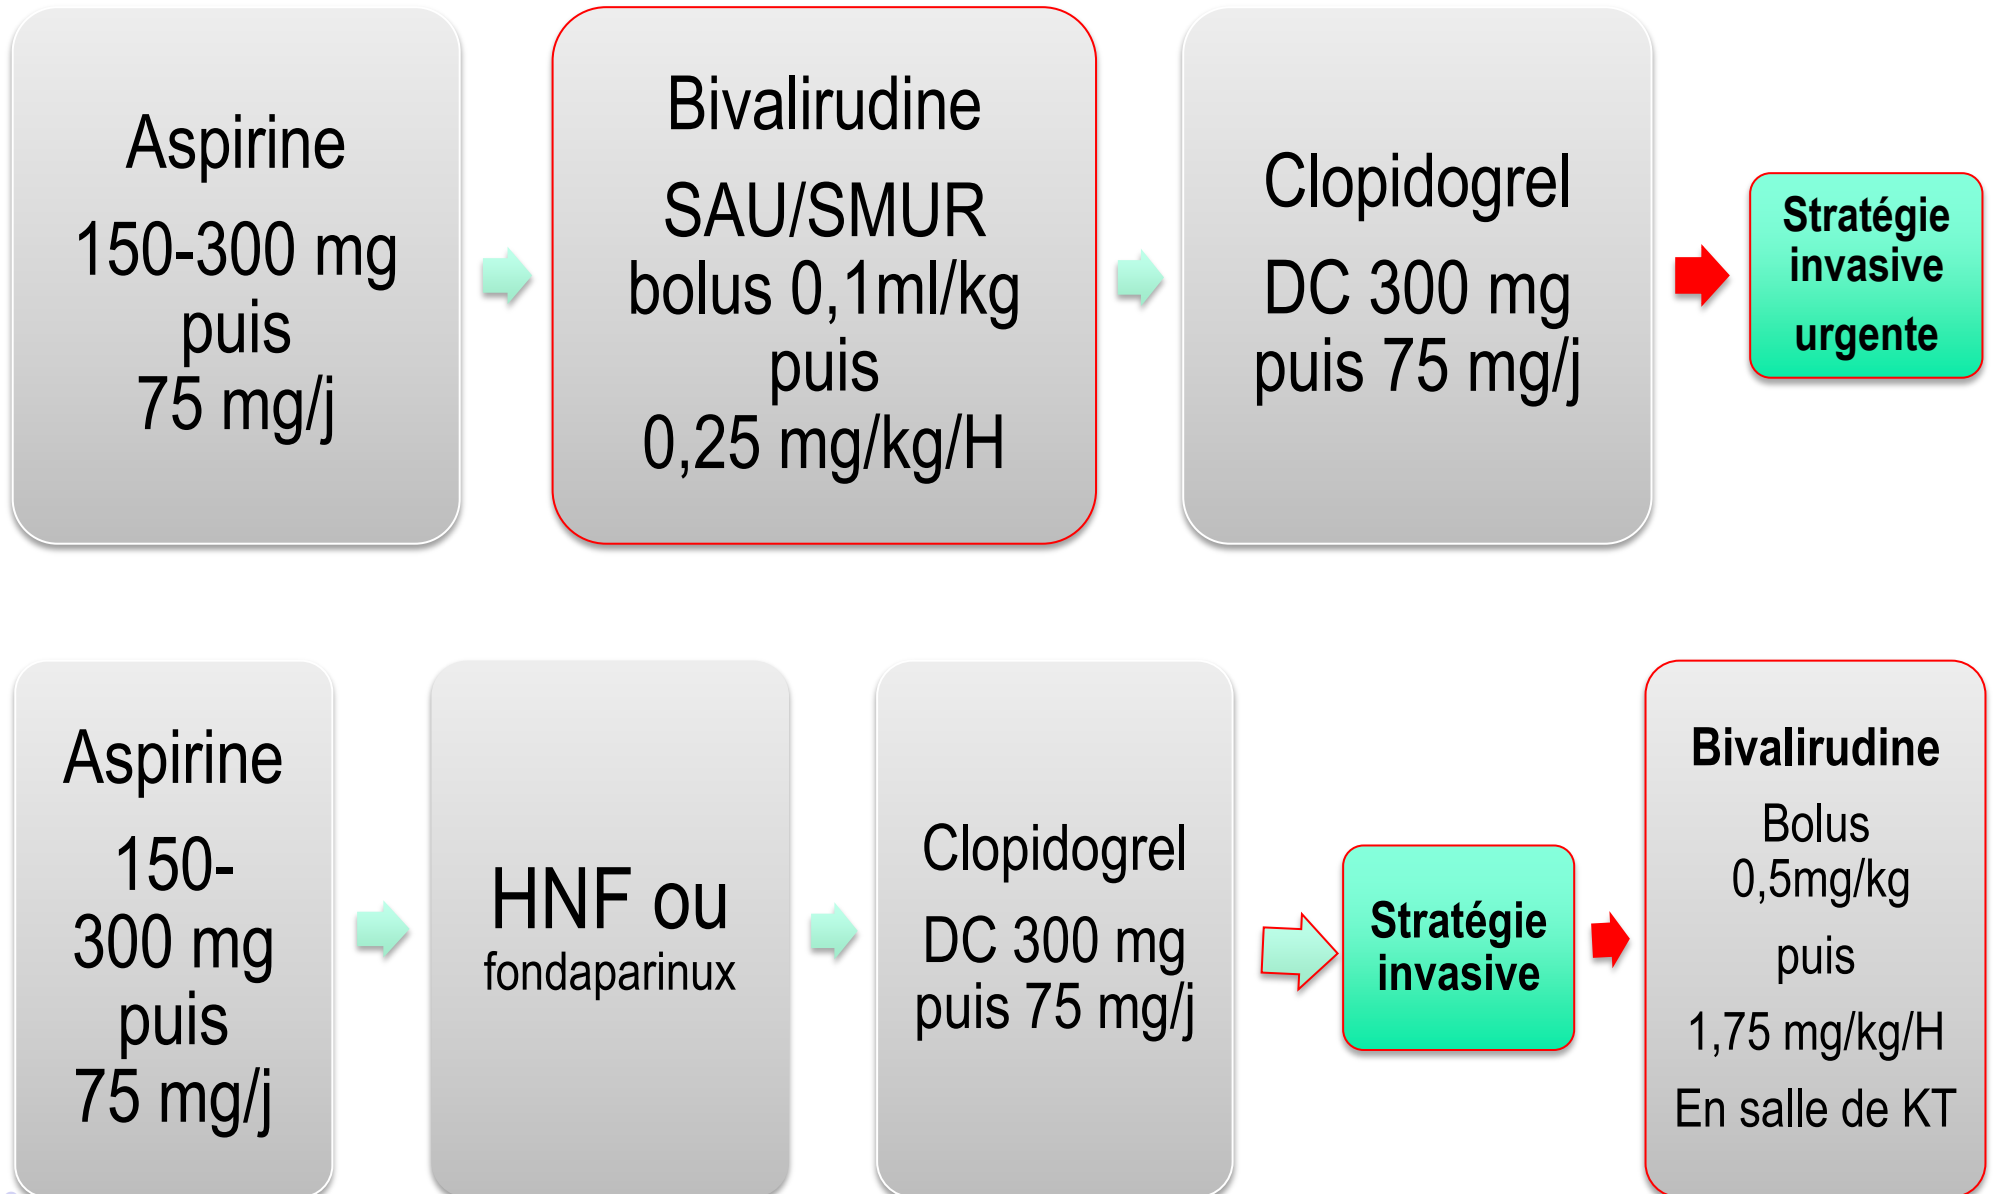 Aspirine
150-300 mg
puis
75 mg/j
Bivalirudine
SAU/SMUR
bolus 0,1ml/kg
puis
0,25 mg/kg/H
Clopidogrel
DC 300 mg
puis 75 mg/j
Stratégie
invasive
urgente
Aspirine
150-
300 mg
puis
75 mg/j
HNF ou
fondaparinux
Clopidogrel
DC 300 mg
puis 75 mg/j
Stratégie
invasive
Bivalirudine
Bolus
0,5mg/kg
puis
1,75 mg/kg/H
En salle de KT